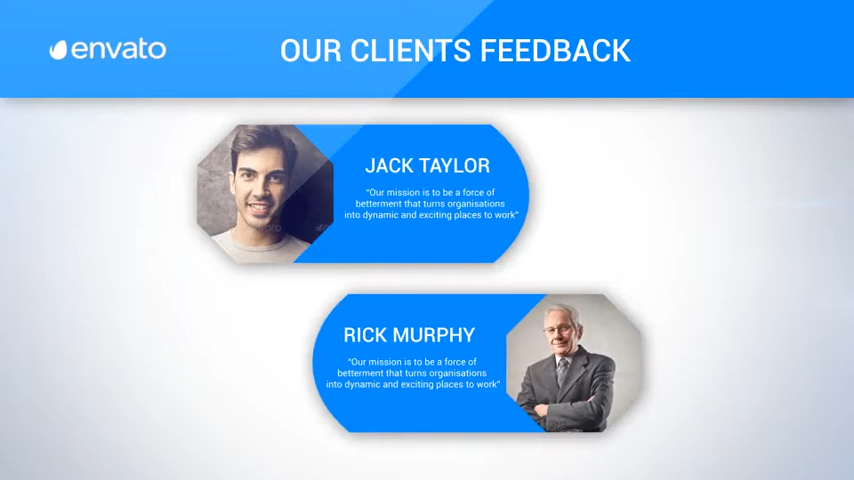 envato
OUR CLIENTS FEEDBACK
JACK TAYLOR
“Our mission is to be a force of
betterment that turns organisations
into dynamic and exciting places to work”
RICK MURPHY
“Our mission is to be a force of
betterment that turns organisations
into dynamic and exciting places to work”